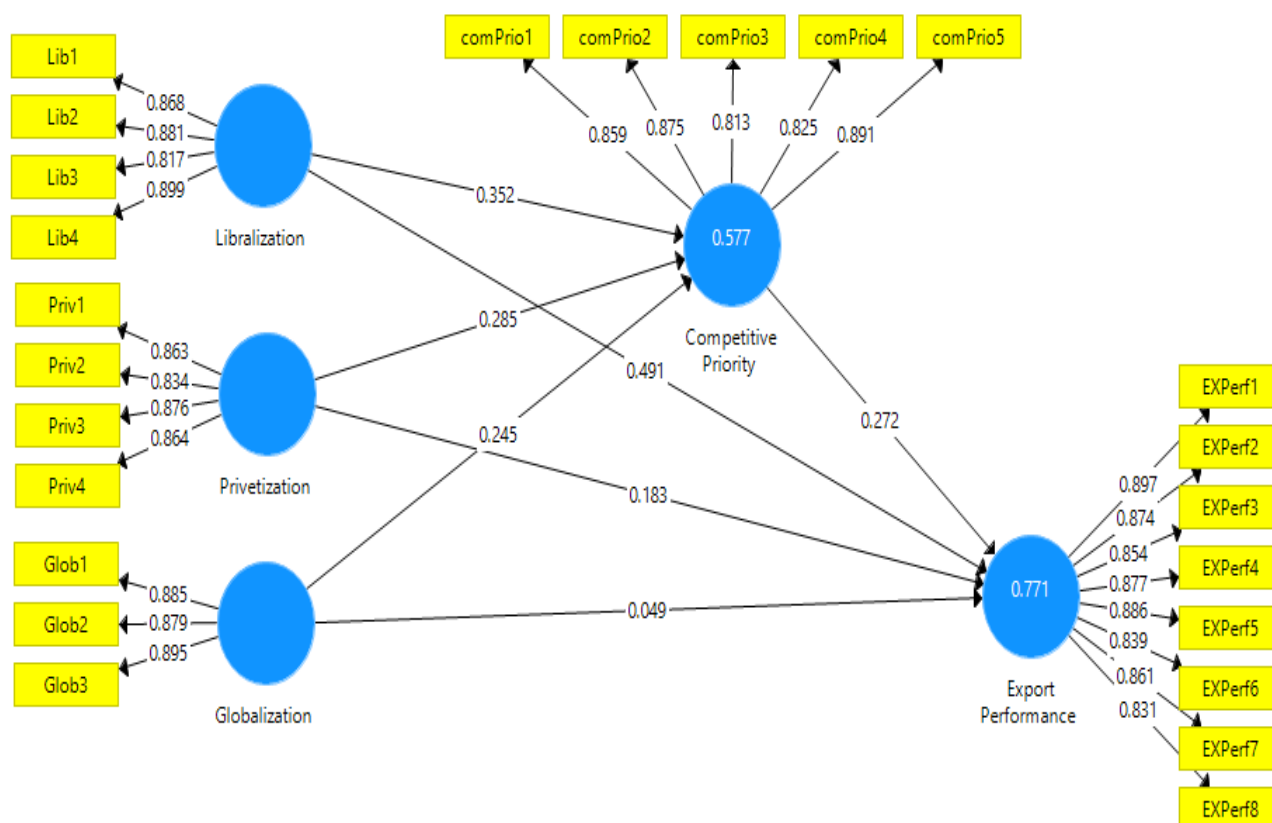 comPrio1
comPrio2
comPrio3
comPrio4
comPrio5
Lib1
Lib2
Lib3
Lib4
0.868
0.881
0.817
0.899
Libralization
0.859
0.875
0.813
0.825
0.891
0.577
Competitive
Priority
0.352
0.285
0.491
0.245
0.272
0.183
0.049
Priv1
Priv2
Priv3
Priv4
0.863
0.834
0.876
0.864
Privetization
Glob1
Glob2
Glob3
0.885
0.879
0.895
Globalization
0.771
Export
Performance
0.897
0.874
0.854
0.877
0.886
0.839
0.861
0.831
EXPerf1
EXPerf2
EXPerf3
EXPerf4
EXPerf5
EXPerf6
EXPerf7
EXPerf8